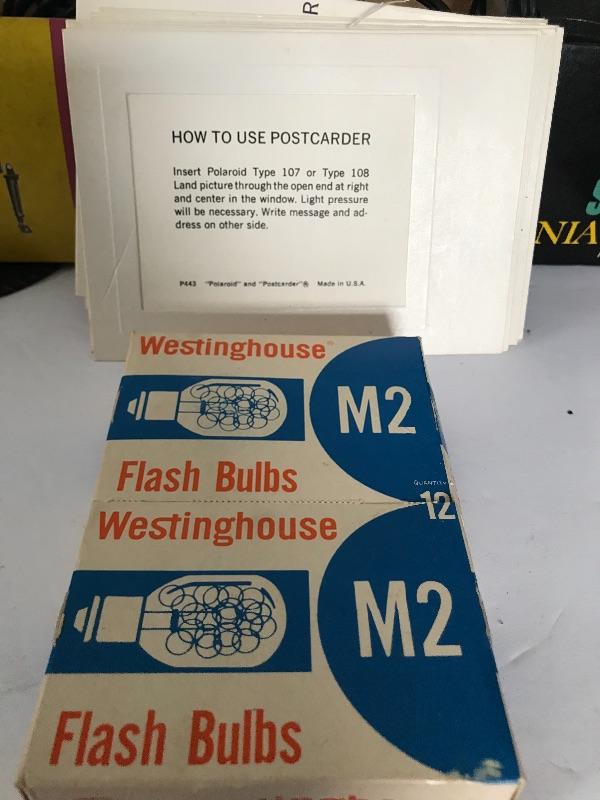 R
HOW TO USE POSTCARDER
Insert Polaroid Type 107 or Type 108
Land picture through the open end at right
and center in the window. Light pressure
will be necessary. Write message and ad-
dress on other side.
P443 "Polaroid" and "Postcarder"® Made in U.S.A.
NIA
Westinghouse®
M2
Flash Bulbs
QUANTITY
12
Westinghouse
M2
Flash Bulbs